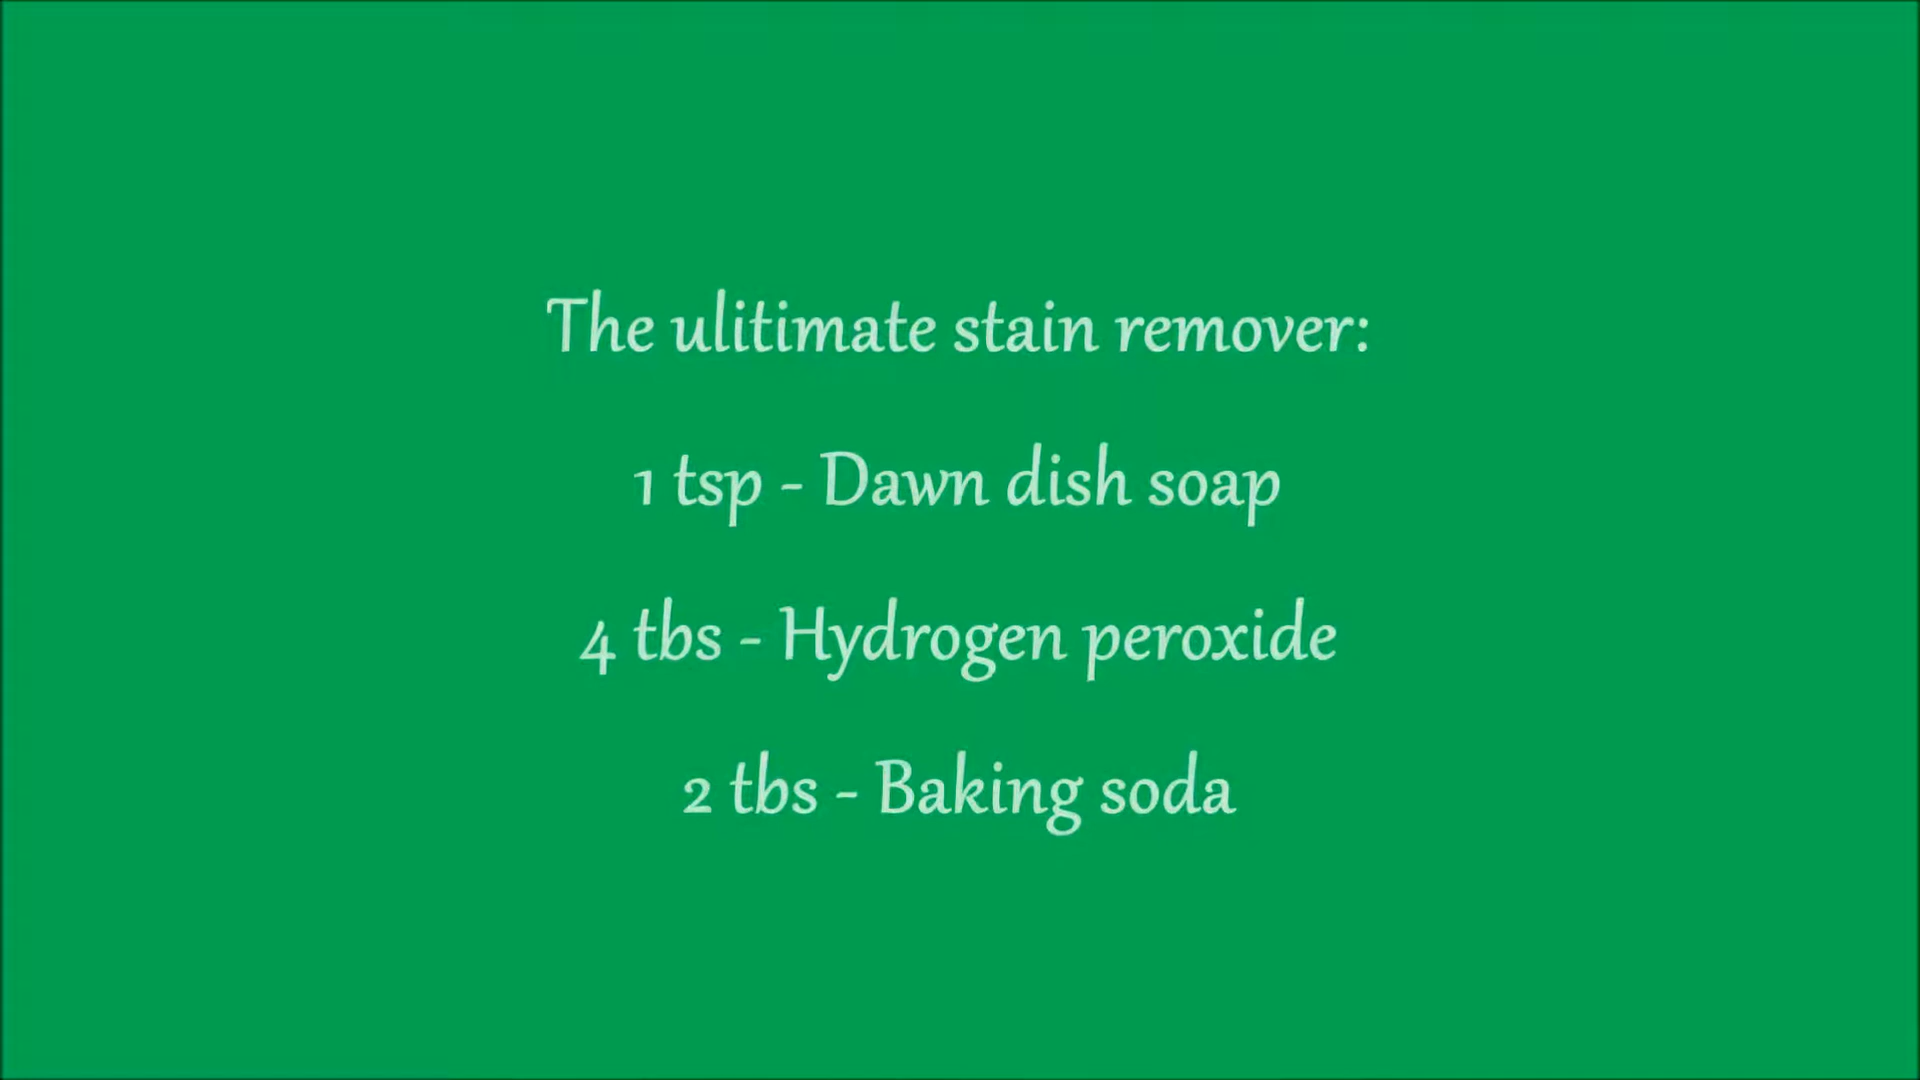 The ulitimate stain remover:
1 tsp - Dawn dish soap
4 tbs - Hydrogen peroxide
2 tbs - Baking soda